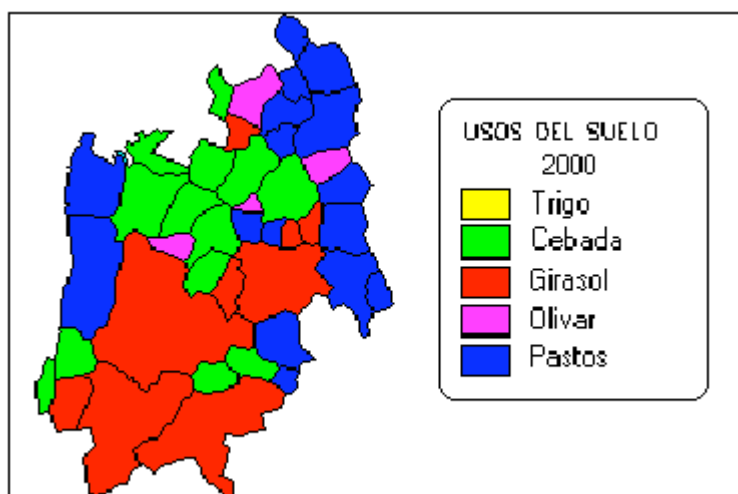 USOS DEL SUELO
2000
Trigo
Cebada
Girasol
Olivar
Pastos